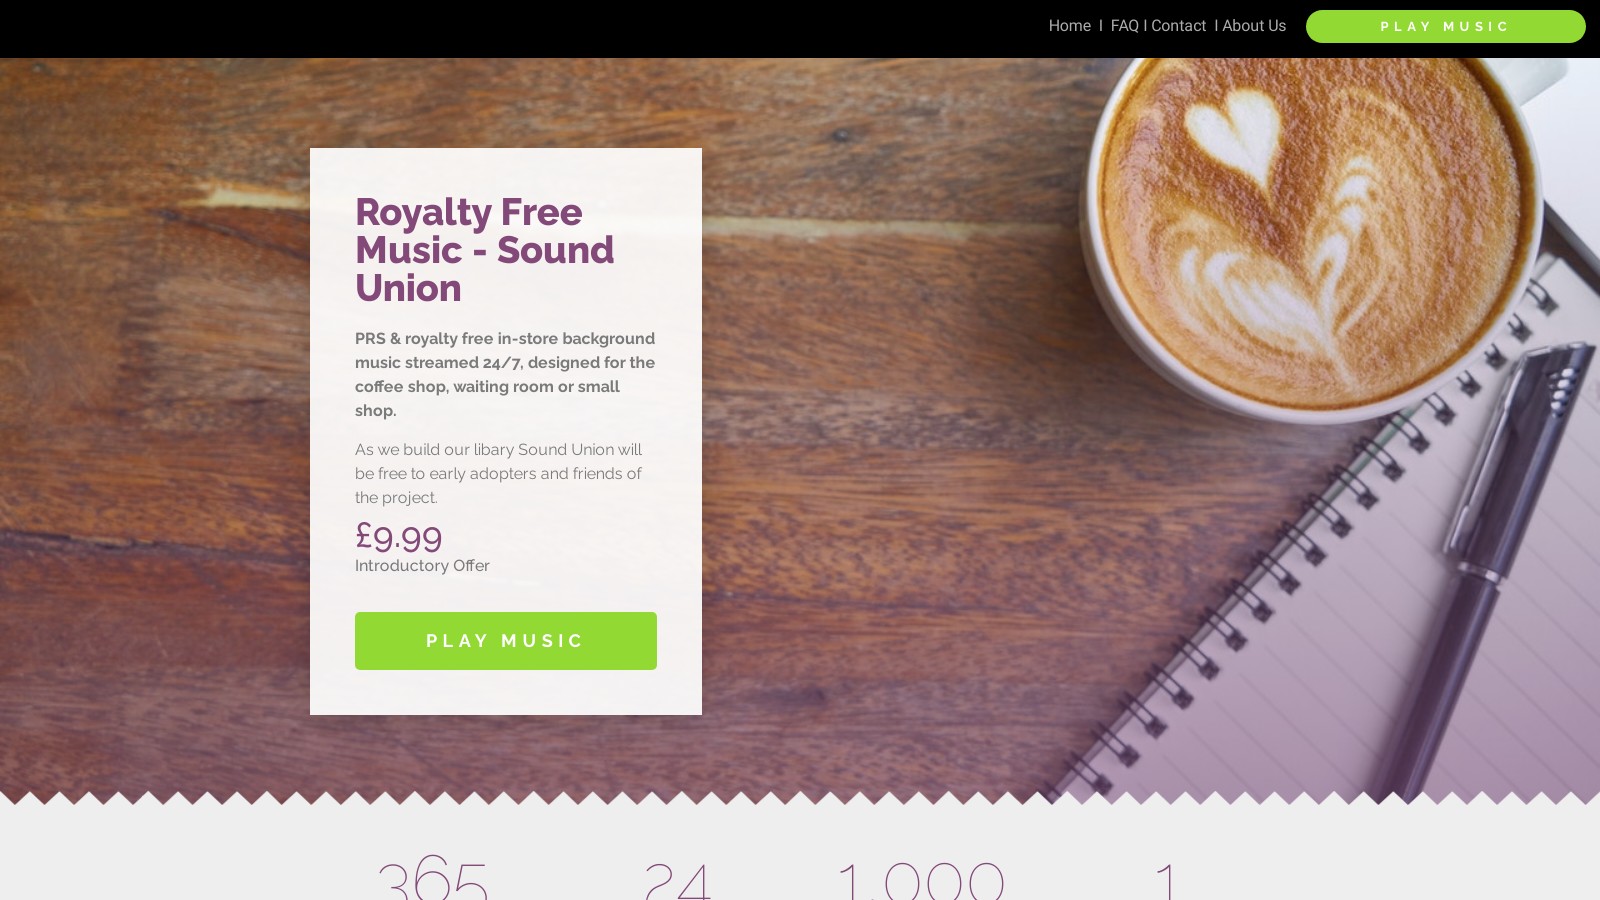 Home I FAQ I Contact I About Us
PLAY MUSIC
Royalty Free
Music - Sound
Union
PRS & royalty free in-store background
music streamed 24/7, designed for the
coffee shop, waiting room or small
shop.
As we build our libary Sound Union will
be free to early adopters and friends of
the project.
£9.99
Introductory Offer
PLAY MUSIC
365 24 1,000 1